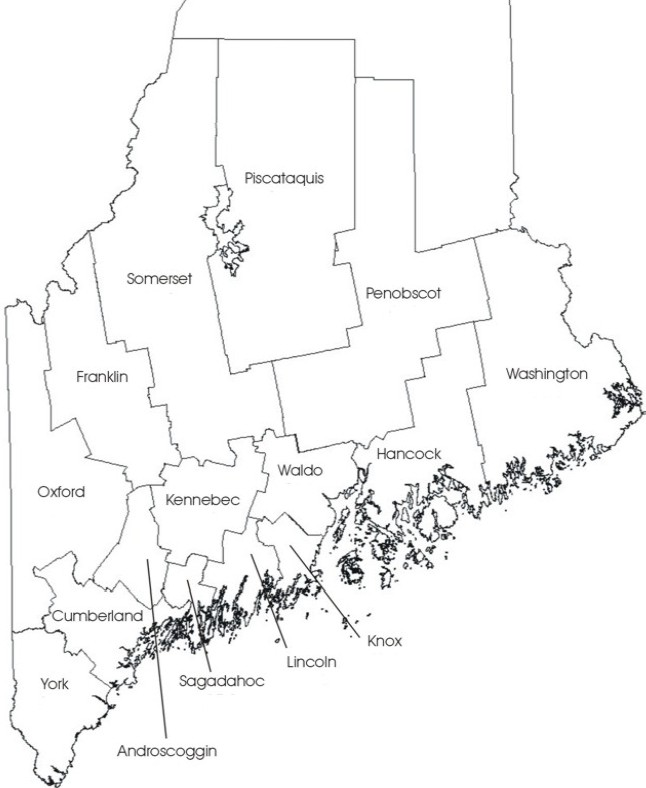 Piscataquis
Somerset
Penobscot
Franklin
Washington
Hancock
Waldo
Oxford
Kennebec
Cumberland
Knox
Lincoln
Sagadahoc
York
Androscoggin